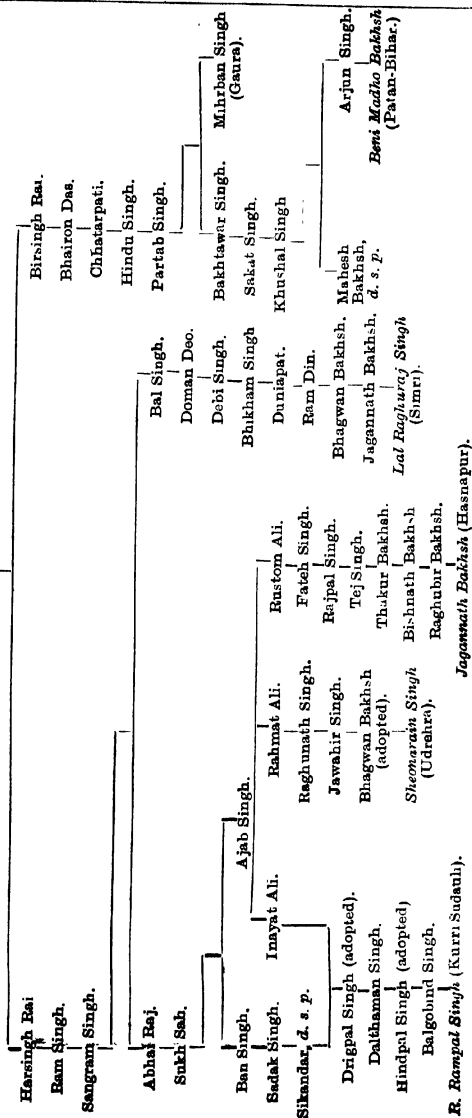 Harsingh Rai
Ram Singh.
Sangram Singh.
Abhai Raj.
Sukh Sah.
Ban Singh.
Sadak Singh.
Sikandar, d. s. p.
Drigpal Singh (adopted).
Dalthaman Singh.
Hindpal Singh (adopted)
Balgobind Singh.
R. Rampal Singh (Kurri Sudauli).
Ajab Singh.
Inayat Ali.
Rahmat Ali.
Raghunath Singh.
Jawahir Singh.
Bhagwan Bakhsh
(adopted).
Sheonarain Singh
(Udrehra).
Rustom Ali.
Fateh Singh.
Rajpal Singh.
Tej Singh.
Thakur Bakhsh.
Bishnath Bakhsh
Raghubir Bakhsh.
Jagannath Bakhsh (Hasnapur).
Bal Singh.
Doman Deo.
Debi Singh.
Bhikham Singh
Duniapat.
Ram Din.
Bhagwan Bakhsh.
Jagannath Bakhsh.
Lal Raghuraj Singh
(Simri).
Birsingh Rai.
Bhairon Das.
Chhatarpati.
Hindu Singh.
Partab Singh.
Bakhtawar Singh.
Sakat Singh.
Khushal Singh
Mahesh
Bakhsh,
d. s. p.
Mihrban Singh
(Gaura).
Arjun Singh.
Beni Madho Bakhsh
(Patan-Bihar.)